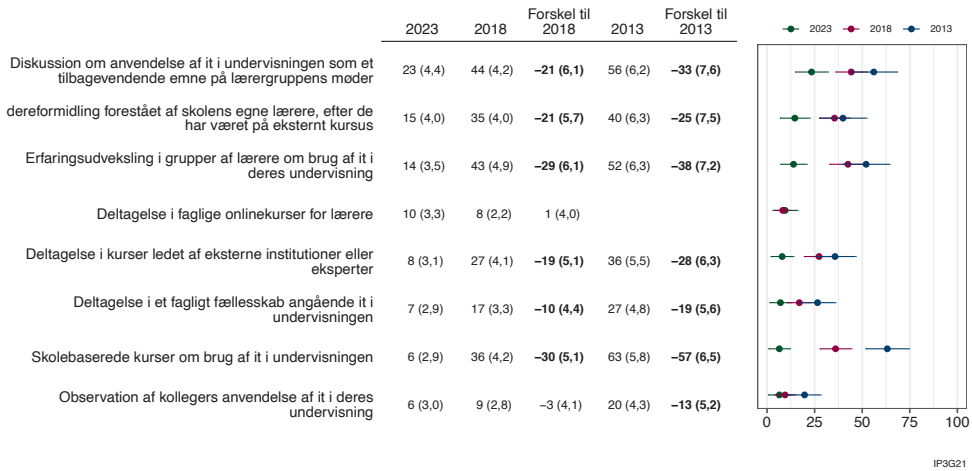 Forskel til Forskel til
2023 2018 2018 2013 2013
2023 2018 2013
Diskussion om anvendelse af it i undervisningen som et
tilbagevendende emne på lærergruppens møder
23 (4,4) 44 (4,2) −21 (6,1) 56 (6,2) −33 (7,6)
dereformidling forestået af skolens egne lærere, efter de
har været på eksternt kursus
15 (4,0) 35 (4,0) −21 (5,7) 40 (6,3) −25 (7,5)
Erfaringsudveksling i grupper af lærere om brug af it i
deres undervisning
14 (3,5) 43 (4,9) −29 (6,1) 52 (6,3) −38 (7,2)
Deltagelse i faglige onlinekurser for lærere 10 (3,3) 8 (2,2) 1 (4,0)
Deltagelse i kurser ledet af eksterne institutioner eller
eksperter
8 (3,1) 27 (4,1) −19 (5,1) 36 (5,5) −28 (6,3)
Deltagelse i et fagligt fællesskab angående it i
undervisningen
7 (2,9) 17 (3,3) −10 (4,4) 27 (4,8) −19 (5,6)
Skolebaserede kurser om brug af it i undervisningen 6 (2,9) 36 (4,2) −30 (5,1) 63 (5,8) −57 (6,5)
Observation af kollegers anvendelse af it i deres
undervisning
6 (3,0) 9 (2,8) −3 (4,1) 20 (4,3) −13 (5,2)
0 25 50 75 100
IP3G21